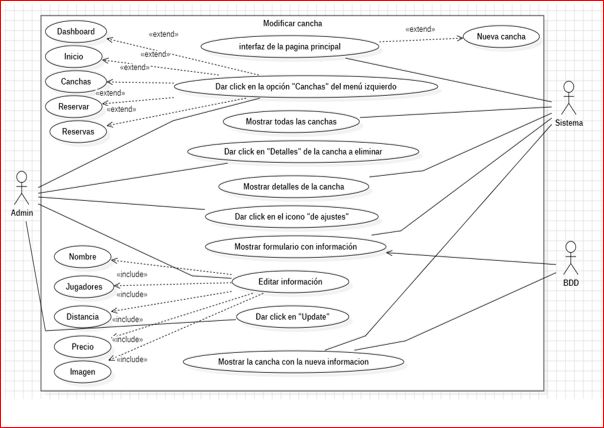 Modificar cancha
Dashboard
«extend»
«extend»
interfaz de la pagina principal
Nueva cancha
Inicio
«extend»
«extend»
Canchas
Dar click en la opción "Canchas" del menú izquierdo
«extend»
Reservar
«extend»
Mostrar todas las canchas
Sistema
Reservas
Dar click en "Detalles" de la cancha a eliminar
Mostrar detalles de la cancha
Admin
Dar click en el icono "de ajustes"
Mostrar formulario con información
Nombre
«include»
Editar información
BDD
Jugadores
«include»
Distancia
«include»
Dar click en "Update"
Precio
«include»
«include»
Mostrar la cancha con la nueva informacion
Imagen